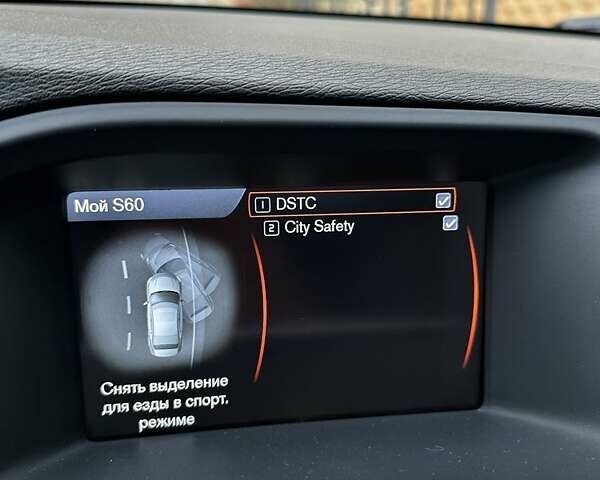 Мой S60
1 DSTC
2 City Safety
Снять выделение
для езды в спорт.
режиме